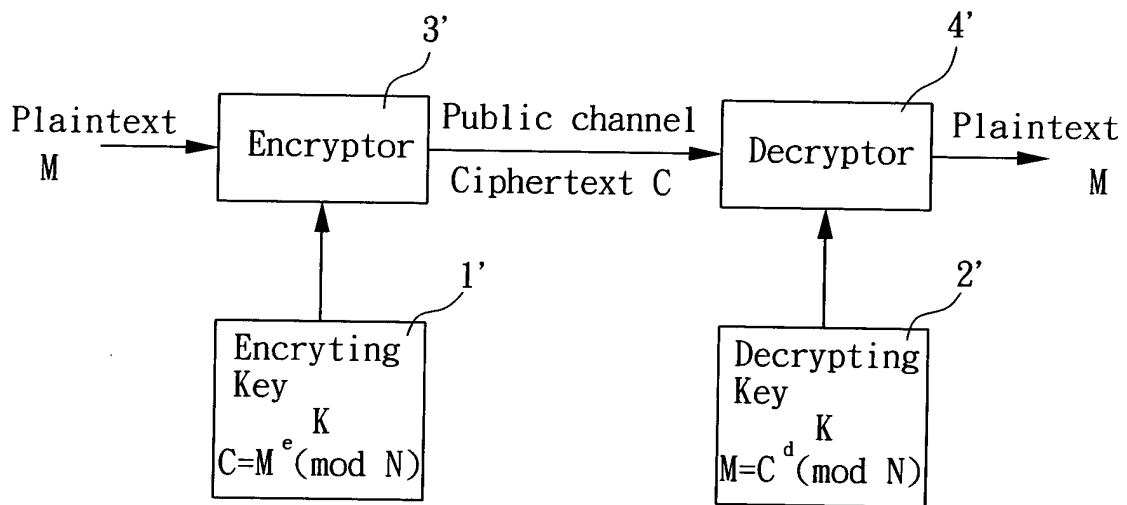 3'
4'
Plaintext
M
Encryptor
Public channel
Ciphertext C
Decryptor
Plaintext
M
1'
2'
Encryting
Key
K
C=M^e(mod N)
Decrypting
Key
K
M=C^d(mod N)